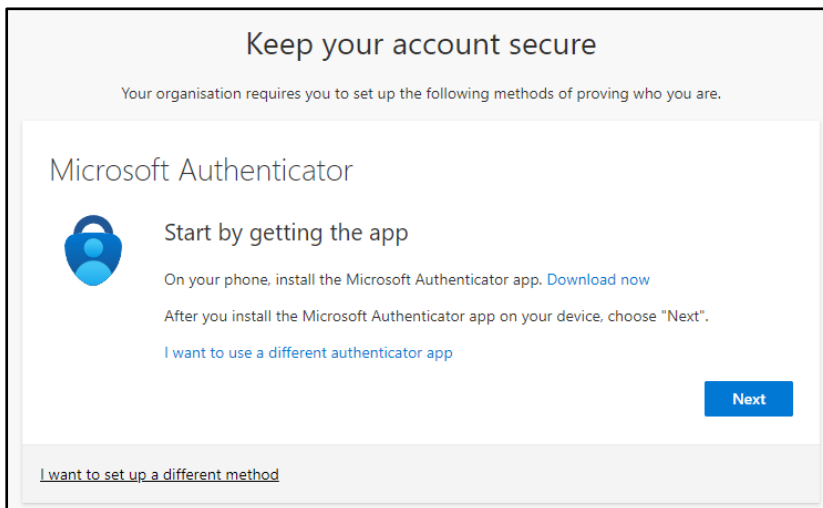 Keep your account secure
Your organisation requires you to set up the following methods of proving who you are.
Microsoft Authenticator
Start by getting the app
On your phone, install the Microsoft Authenticator app. Download now
After you install the Microsoft Authenticator app on your device, choose "Next".
I want to use a different authenticator app
Next
I want to set up a different method